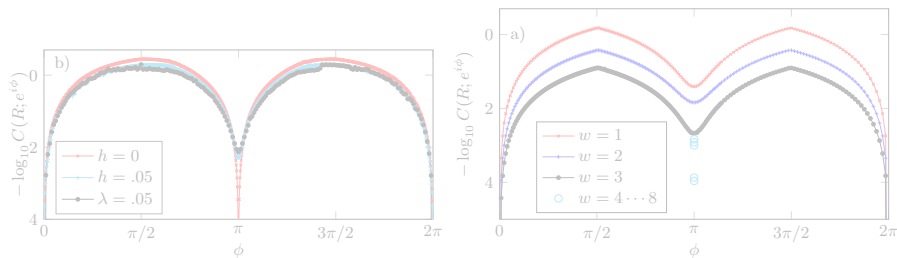 b)
− log₁₀ C(R; e^{iϕ})
0
2
4
h = 0
h = .05
λ = .05
0
π/2
π
3π/2
2π
ϕ
a)
− log₁₀ C(R; e^{iϕ})
0
2
4
w = 1
w = 2
w = 3
w = 4 ⋯ 8
0
π/2
π
3π/2
2π
ϕ